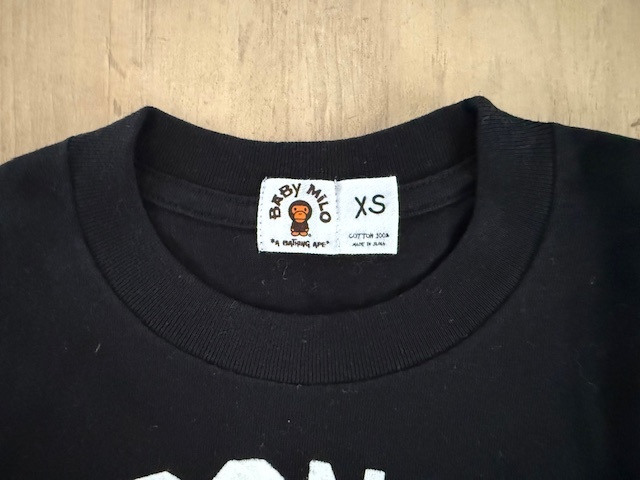 BABY MILO
*A BATHING APE*
XS
COTTON 100%
MADE IN JAPAN